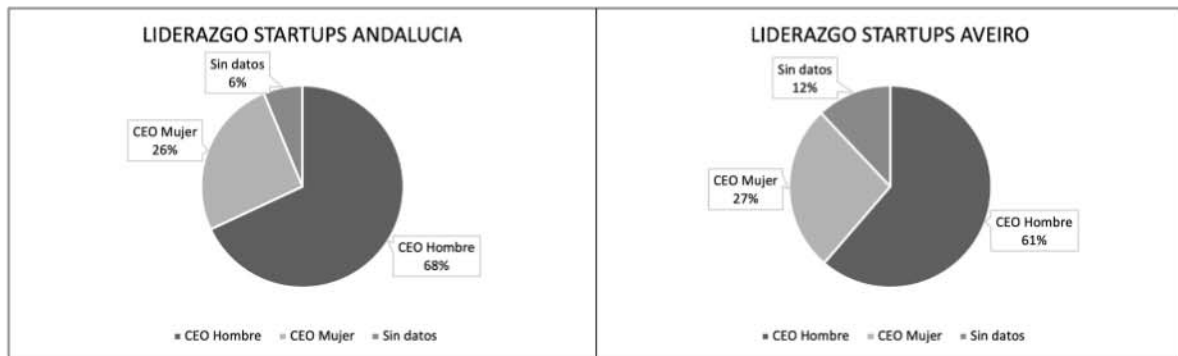 LIDERAZGO STARTUPS ANDALUCIA
Sin datos
6%
CEO Mujer
26%
CEO Hombre
68%
CEO Hombre CEO Mujer Sin datos
LIDERAZGO STARTUPS AVEIRO
Sin datos
12%
CEO Mujer
27%
CEO Hombre
61%
CEO Hombre CEO Mujer Sin datos